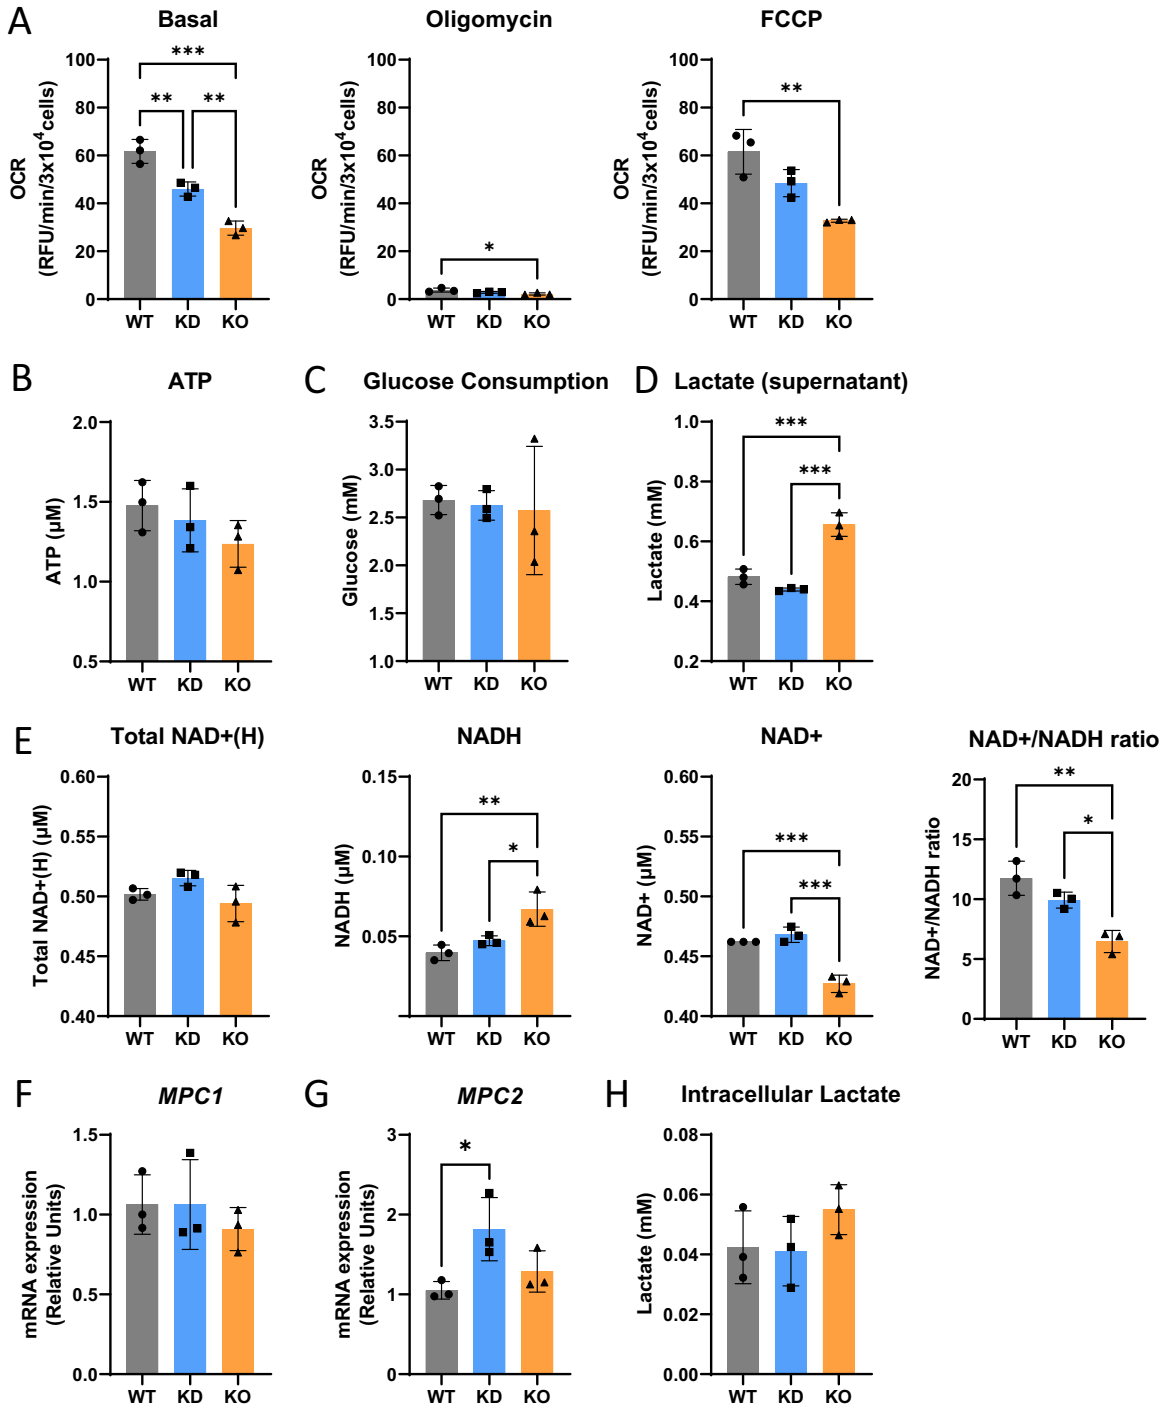 A
Basal
Oligomycin
FCCP
OCR
(RFU/min/3x10⁴cells)
100
80
60
40
20
0
***
**
**
WT KD KO
OCR
(RFU/min/3x10⁴cells)
100
80
60
40
20
0
*
WT KD KO
OCR
(RFU/min/3x10⁴cells)
100
80
60
40
20
0
**
WT KD KO
B
ATP
ATP (µM)
2.0
1.5
1.0
0.5
WT KD KO
C
Glucose Consumption
Glucose (mM)
3.5
3.0
2.5
2.0
1.5
1.0
WT KD KO
D
Lactate (supernatant)
Lactate (mM)
1.0
0.8
0.6
0.4
0.2
***
***
WT KD KO
E
Total NAD+(H)
Total NAD+(H) (µM)
0.60
0.55
0.50
0.45
0.40
WT KD KO
NADH
NADH (µM)
0.15
0.10
0.05
**
*
WT KD KO
NAD+
NAD+ (µM)
0.60
0.55
0.50
0.45
0.40
***
***
WT KD KO
NAD+/NADH ratio
NAD+/NADH ratio
20
15
10
5
0
**
*
WT KD KO
F
MPC1
mRNA expression
(Relative Units)
1.5
1.0
0.5
0.0
WT KD KO
G
MPC2
mRNA expression
(Relative Units)
3
2
1
0
*
WT KD KO
H
Intracellular Lactate
Lactate (mM)
0.08
0.06
0.04
0.02
0.00
WT KD KO